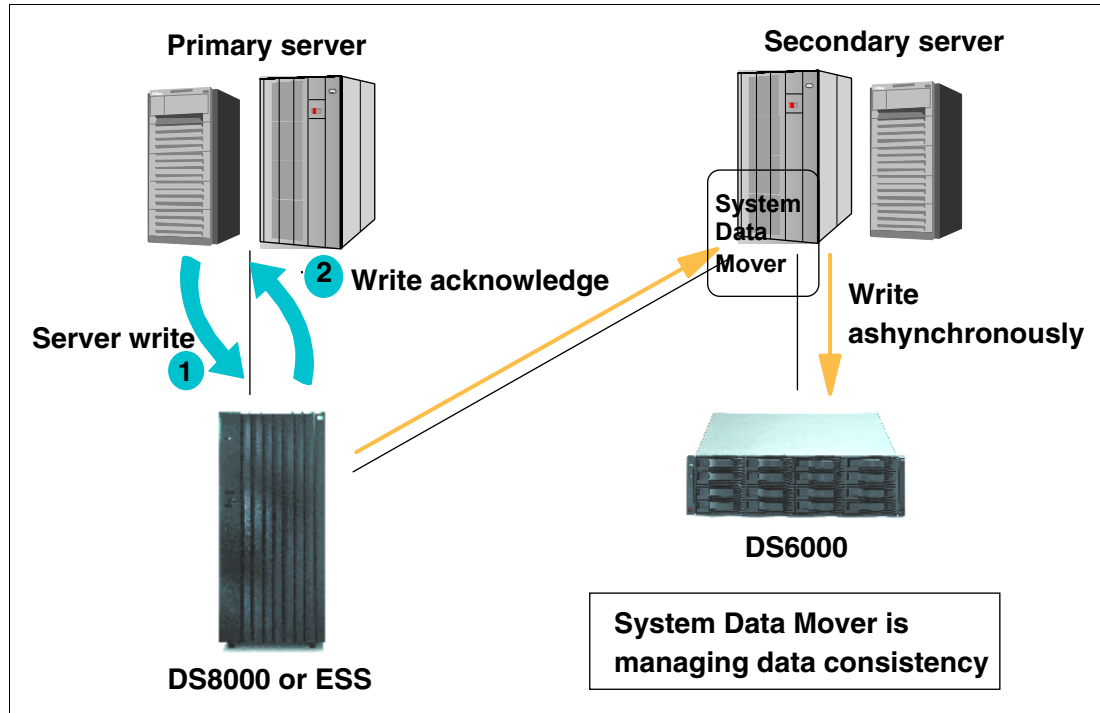 Primary server
Secondary server
System
Data
Mover
2
Write acknowledge
Server write
1
Write
ashynchronously
DS6000
DS8000 or ESS
System Data Mover is
managing data consistency